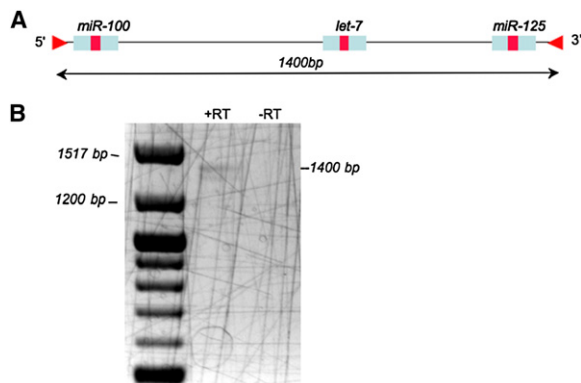 A
miR-100 let-7 miR-125
5' 3'
1400bp
B
+RT -RT
1517 bp
1400 bp
1200 bp